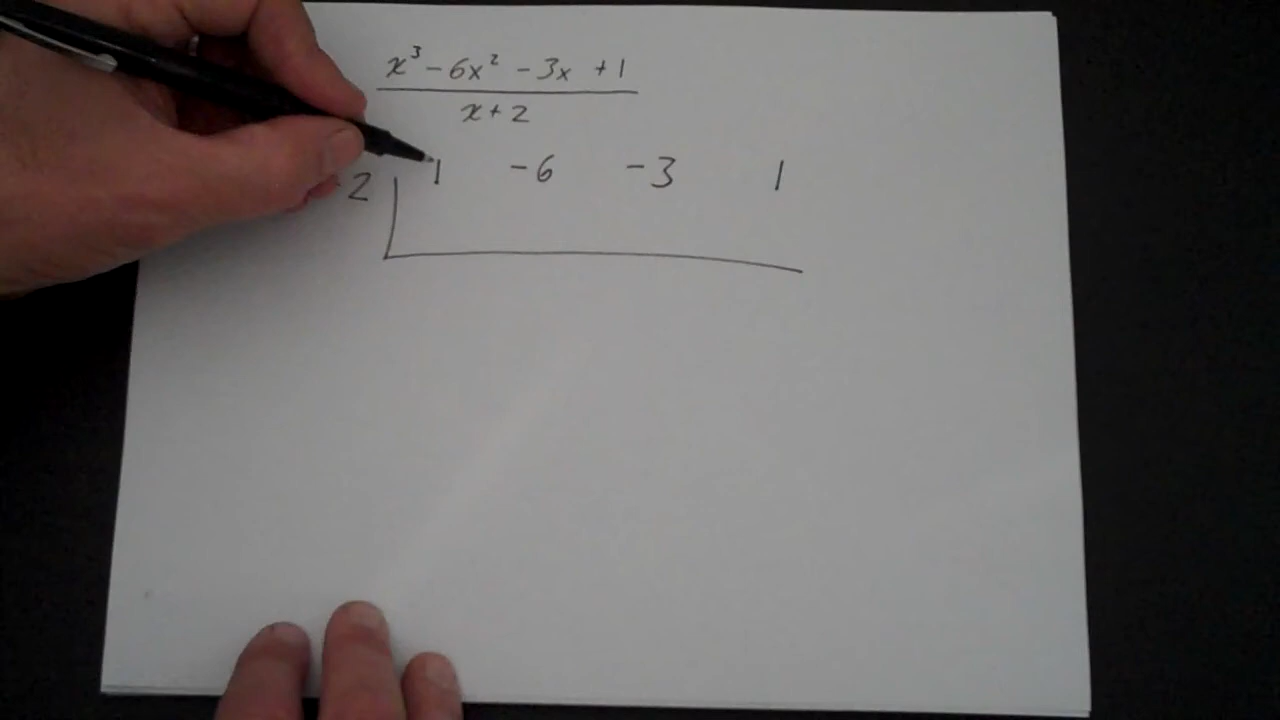 x³ - 6x² - 3x + 1
x + 2
1 -6 -3 1
2